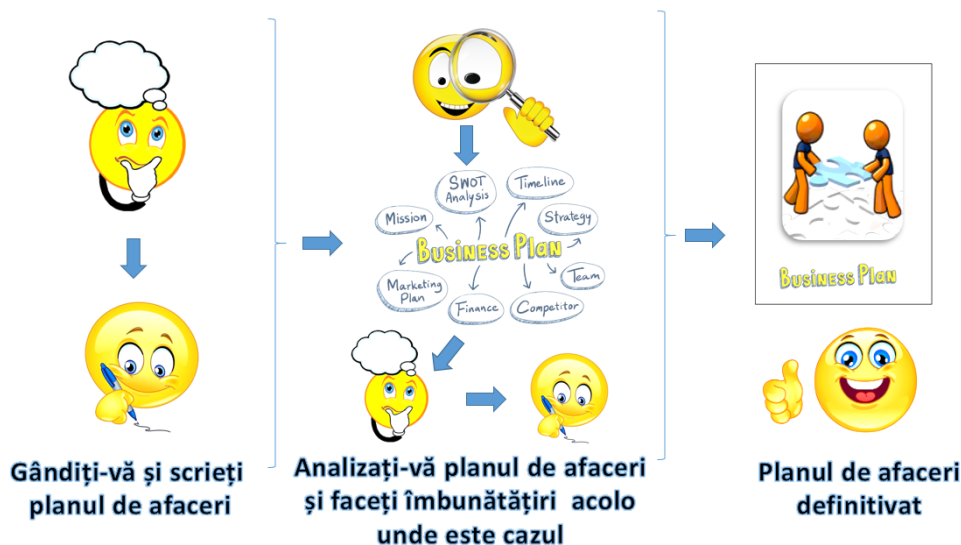 SWOT
Analysis
Timeline
Mission
Strategy
BUSINESS PLAN
Marketing
Plan
Team
Finance
Competitor
BUSINESS PLAN
Gândiți-vă și scrieți
planul de afaceri
Analizați-vă planul de afaceri
și faceți îmbunătățiri acolo
unde este cazul
Planul de afaceri
definitivat